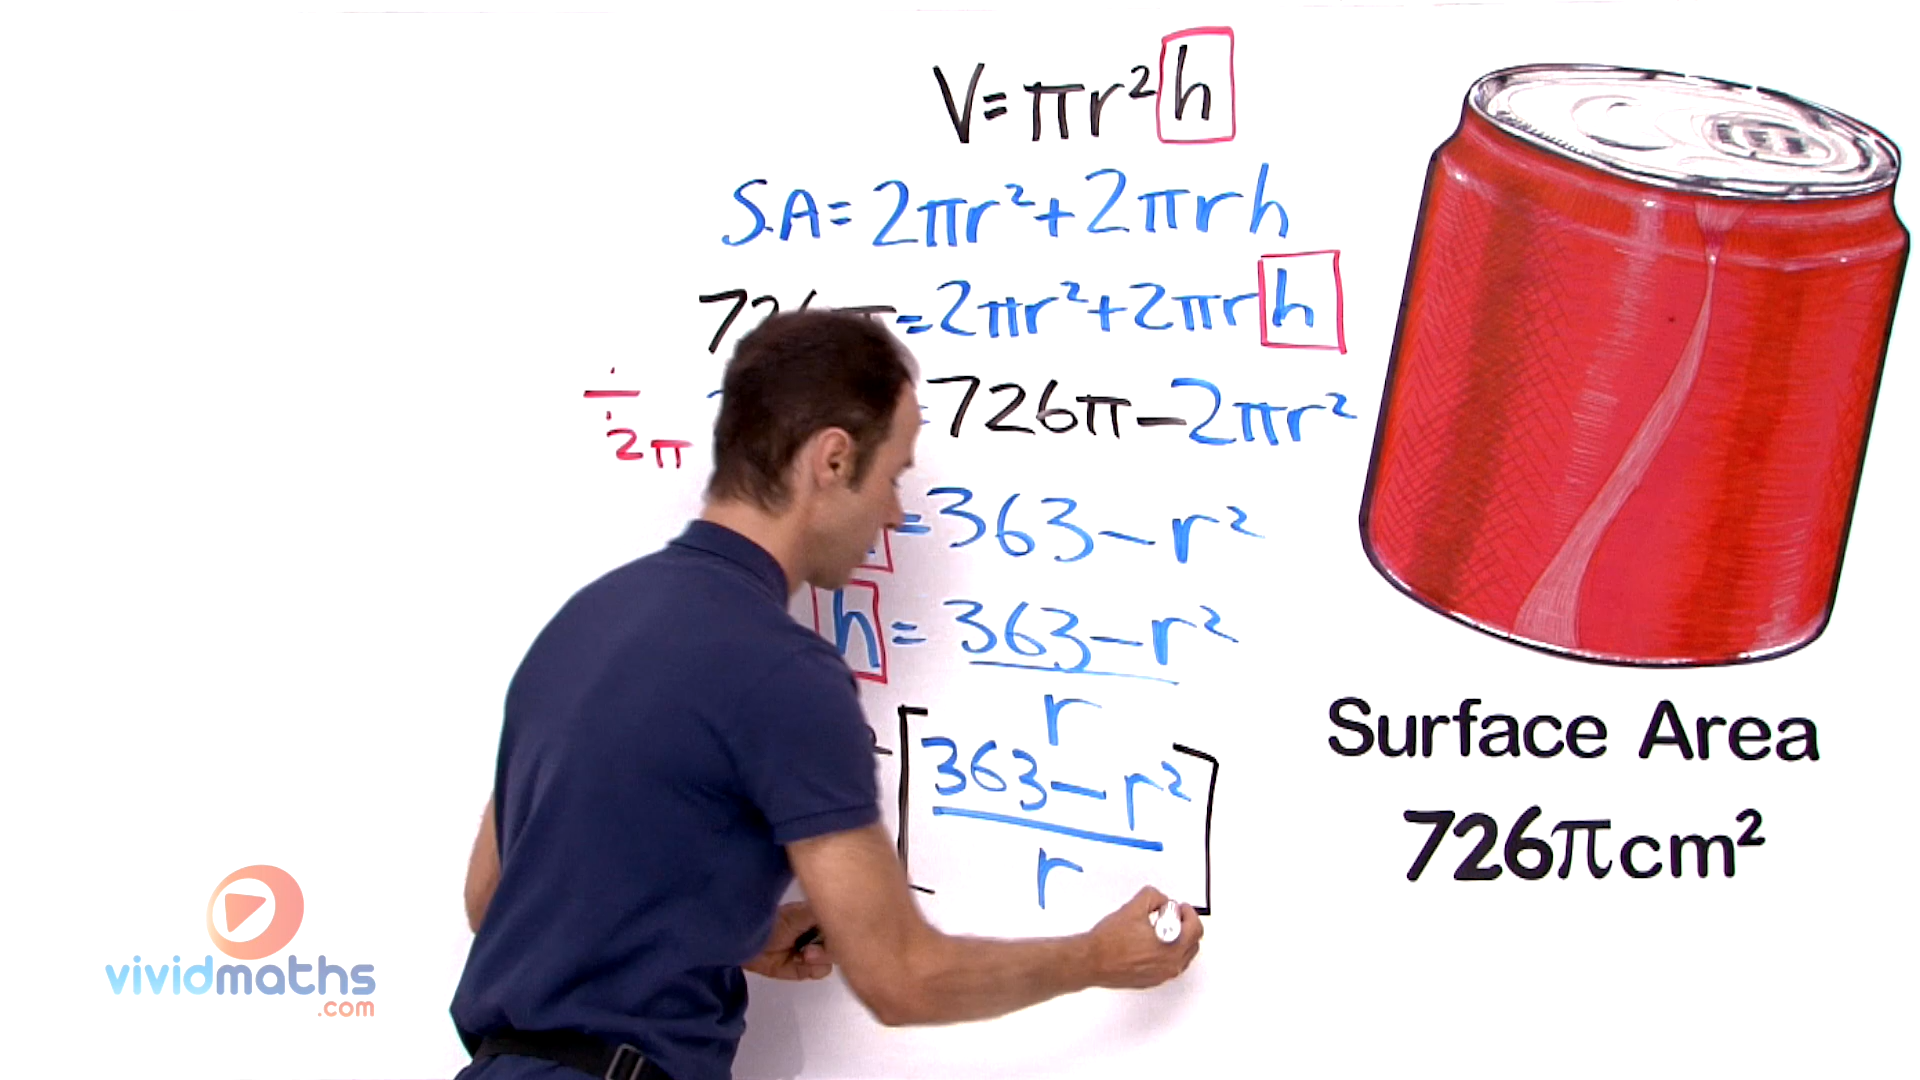 V=πr²h
S.A=2πr²+2πrh
726π=2πr²+2πrh
÷2π
=726π−2πr²
=363−r²
h=363−r²
r
[363−r²
r]
Surface Area
726πcm²
vividmaths
.com